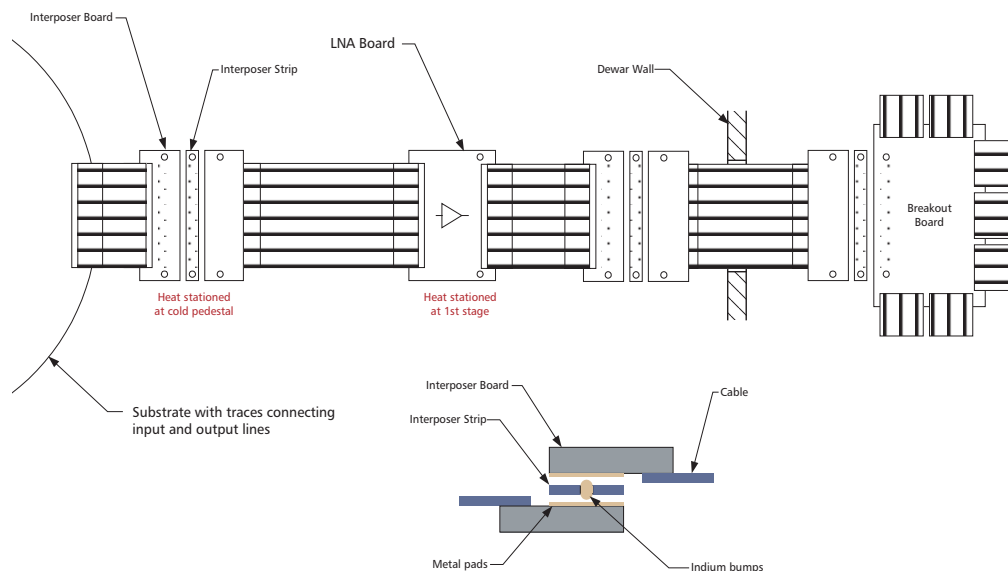 Interposer Board
LNA Board
Interposer Strip
Dewar Wall
Breakout
Board
Heat stationed
at cold pedestal
Heat stationed
at 1st stage
Substrate with traces connecting
input and output lines
Interposer Board
Cable
Interposer Strip
Metal pads
Indium bumps